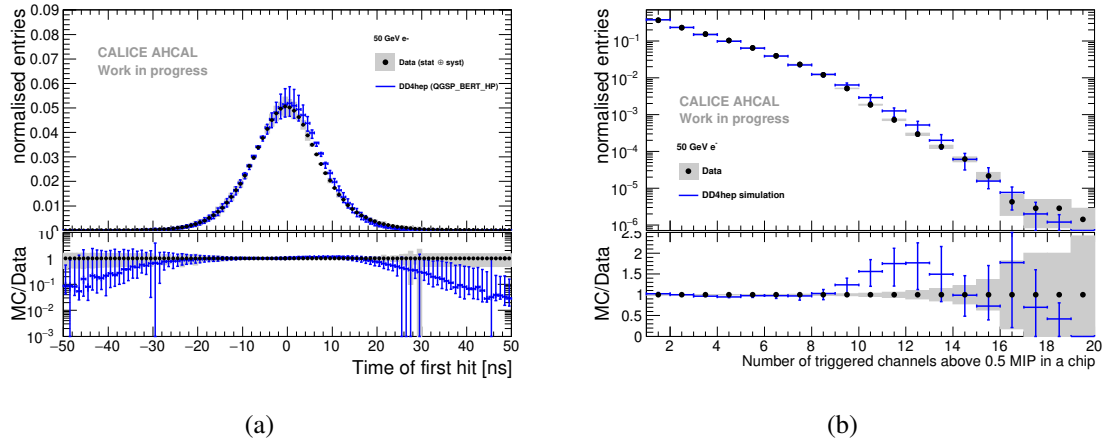 normalised entries
0.09
0.08
0.07
0.06
0.05
0.04
0.03
0.02
0.01
0
CALICE AHCAL
Work in progress
50 GeV e-
Data (stat ⊕ syst)
DD4hep (QGSP_BERT_HP)
MC/Data
10
1
10⁻¹
10⁻²
10⁻³
−50 −40 −30 −20 −10 0 10 20 30 40 50
Time of first hit [ns]
(a)
normalised entries
10⁻¹
10⁻²
10⁻³
10⁻⁴
10⁻⁵
10⁻⁶
CALICE AHCAL
Work in progress
50 GeV e⁻
Data
DD4hep simulation
MC/Data
2.5
2
1.5
1
0.5
0
2 4 6 8 10 12 14 16 18 20
Number of triggered channels above 0.5 MIP in a chip
(b)